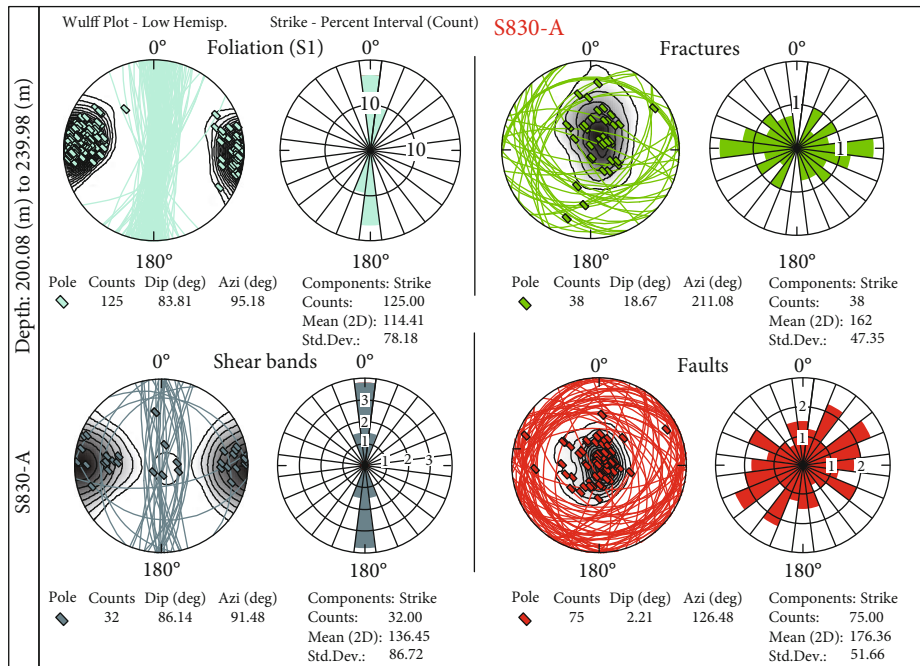 Wulff Plot - Low Hemisp.
Strike - Percent Interval (Count)
S830-A
Depth: 200.08 (m) to 239.98 (m)
S830-A
Foliation (S1)
0°
0°
10
10
180°
180°
Pole Counts Dip (deg) Azi (deg)
125 83.81 95.18
Components: Strike
Counts: 125.00
Mean (2D): 114.41
Std.Dev.: 78.18
Fractures
0°
0°
1
1
180°
180°
Pole Counts Dip (deg) Azi (deg)
38 18.67 211.08
Components: Strike
Counts: 38
Mean (2D): 162
Std.Dev.: 47.35
Shear bands
0°
0°
3
2
1
1 2 3
180°
180°
Pole Counts Dip (deg) Azi (deg)
32 86.14 91.48
Components: Strike
Counts: 32.00
Mean (2D): 136.45
Std.Dev.: 86.72
Faults
0°
0°
2
1
1 2
180°
180°
Pole Counts Dip (deg) Azi (deg)
75 2.21 126.48
Components: Strike
Counts: 75.00
Mean (2D): 176.36
Std.Dev.: 51.66